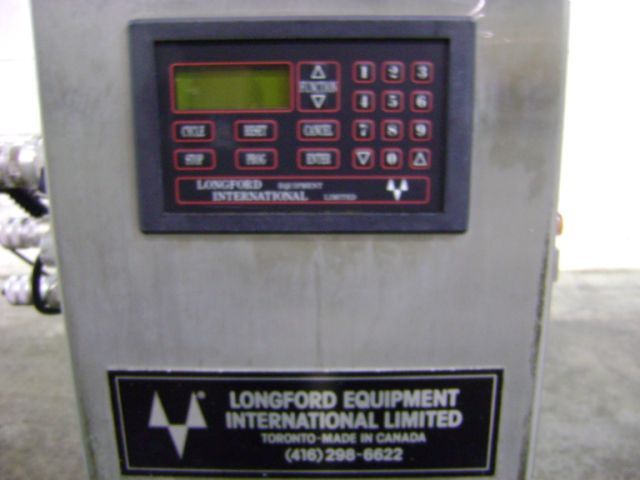 FUNCTION
1 2 3
4 5 6
7 8 9
0
CYCLE RESET CANCEL
STOP PROG ENTER
LONGFORD EQUIPMENT
INTERNATIONAL LIMITED
LONGFORD EQUIPMENT
INTERNATIONAL LIMITED
TORONTO-MADE IN CANADA
(416) 298-6622